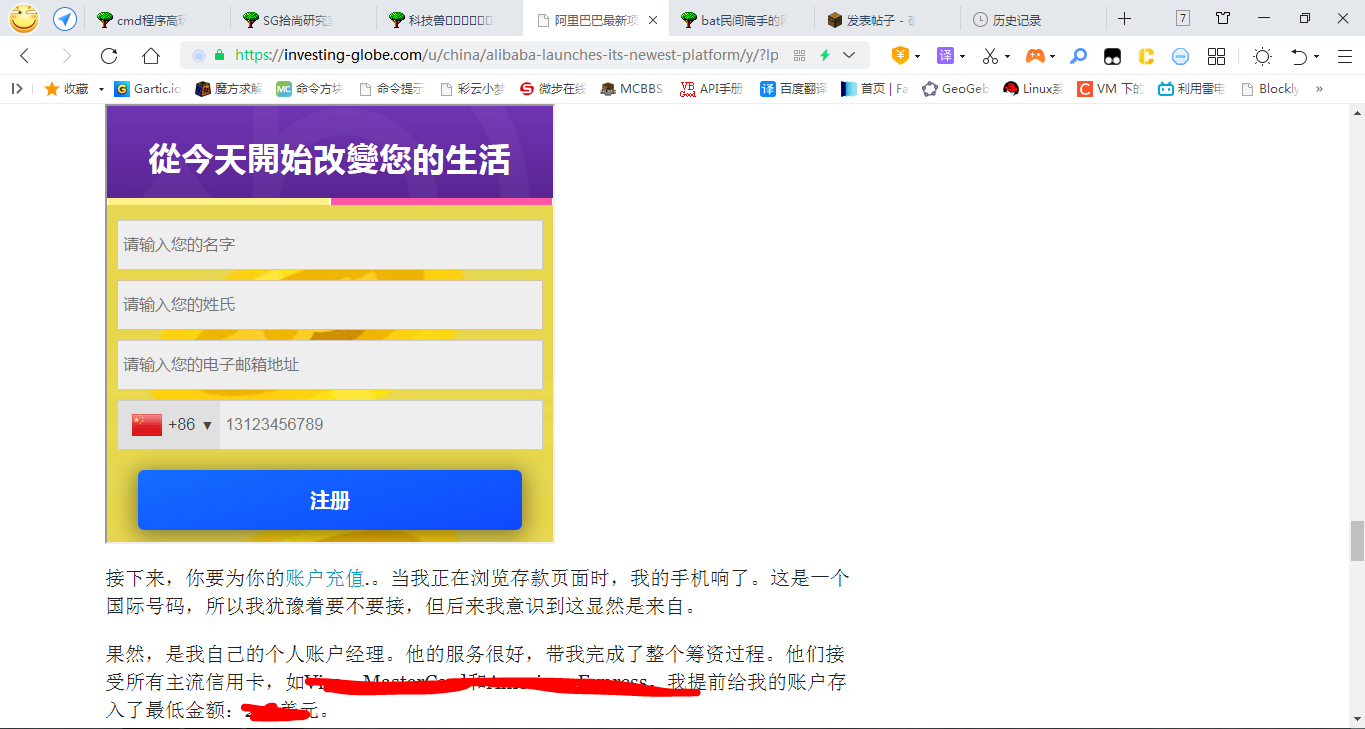 cmd程序高玩
SG拾尚研究
科技兽
阿里巴巴最新项
bat民间高手的
发表帖子 -
历史记录
7
https://investing-globe.com/u/china/alibaba-launches-its-newest-platform/y/?lp
译
收藏
Gartic.io
魔方求解
命令方块
命令提示
彩云小梦
微步在线
MCBBS
API手册
百度翻译
首页 | Fa
GeoGeb
Linux系
VM 下的
利用雷电
Blockly
»
從今天開始改變您的生活
请输入您的名字
请输入您的姓氏
请输入您的电子邮箱地址
+86 ▼ 13123456789
注册
接下来，你要为你的账户充值.。当我正在浏览存款页面时，我的手机响了。这是一个
国际号码，所以我犹豫着要不要接，但后来我意识到这显然是来自。
果然，是我自己的个人账户经理。他的服务很好，带我完成了整个筹资过程。他们接
受所有主流信用卡，如 MasterCard和American Express。我提前给我的账户存
入了最低金额： 美元。